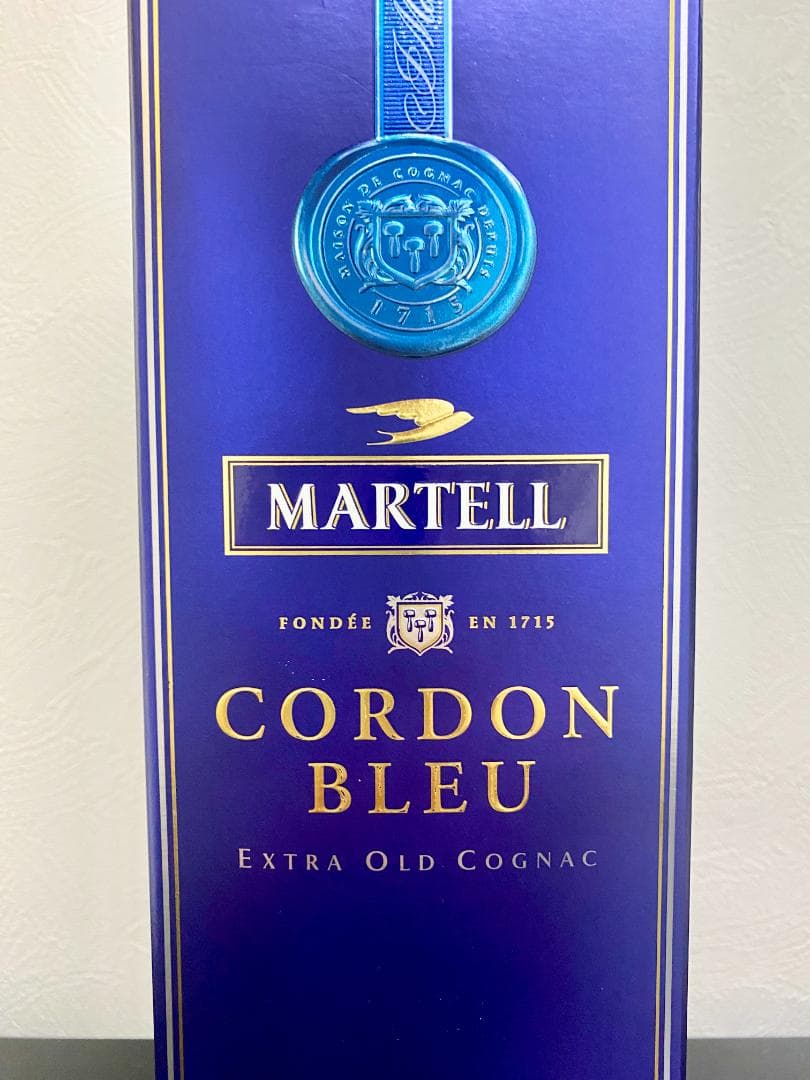 MAISON DE COGNAC DEPUIS
1715
MARTELL
FONDÉE EN 1715
CORDON
BLEU
EXTRA OLD COGNAC